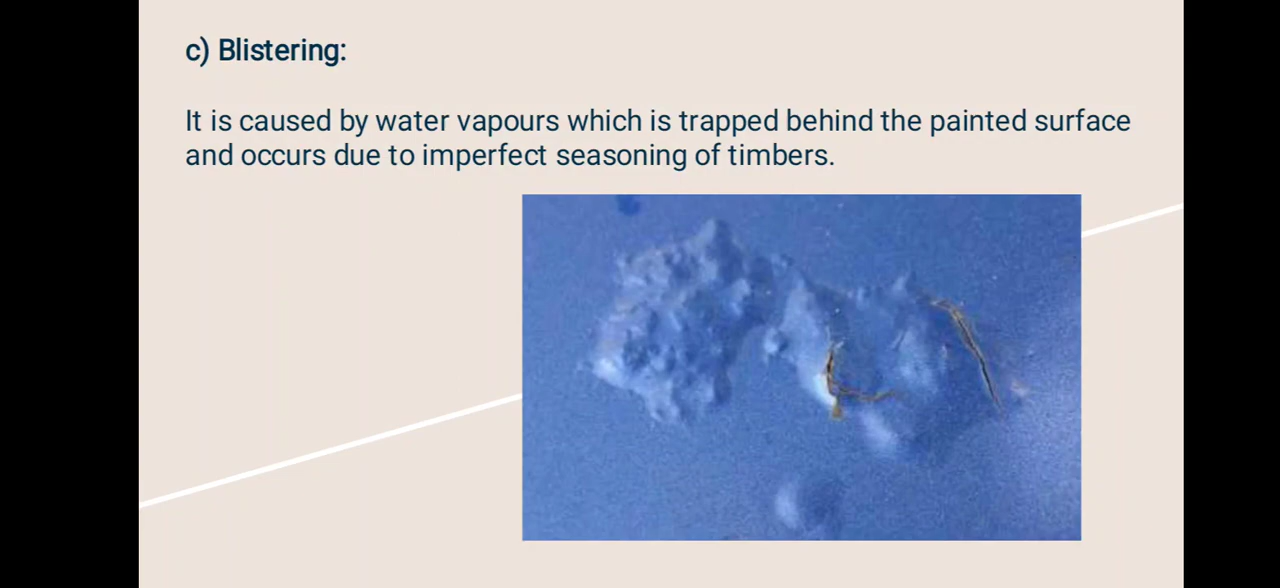 c) Blistering:
It is caused by water vapours which is trapped behind the painted surface
and occurs due to imperfect seasoning of timbers.